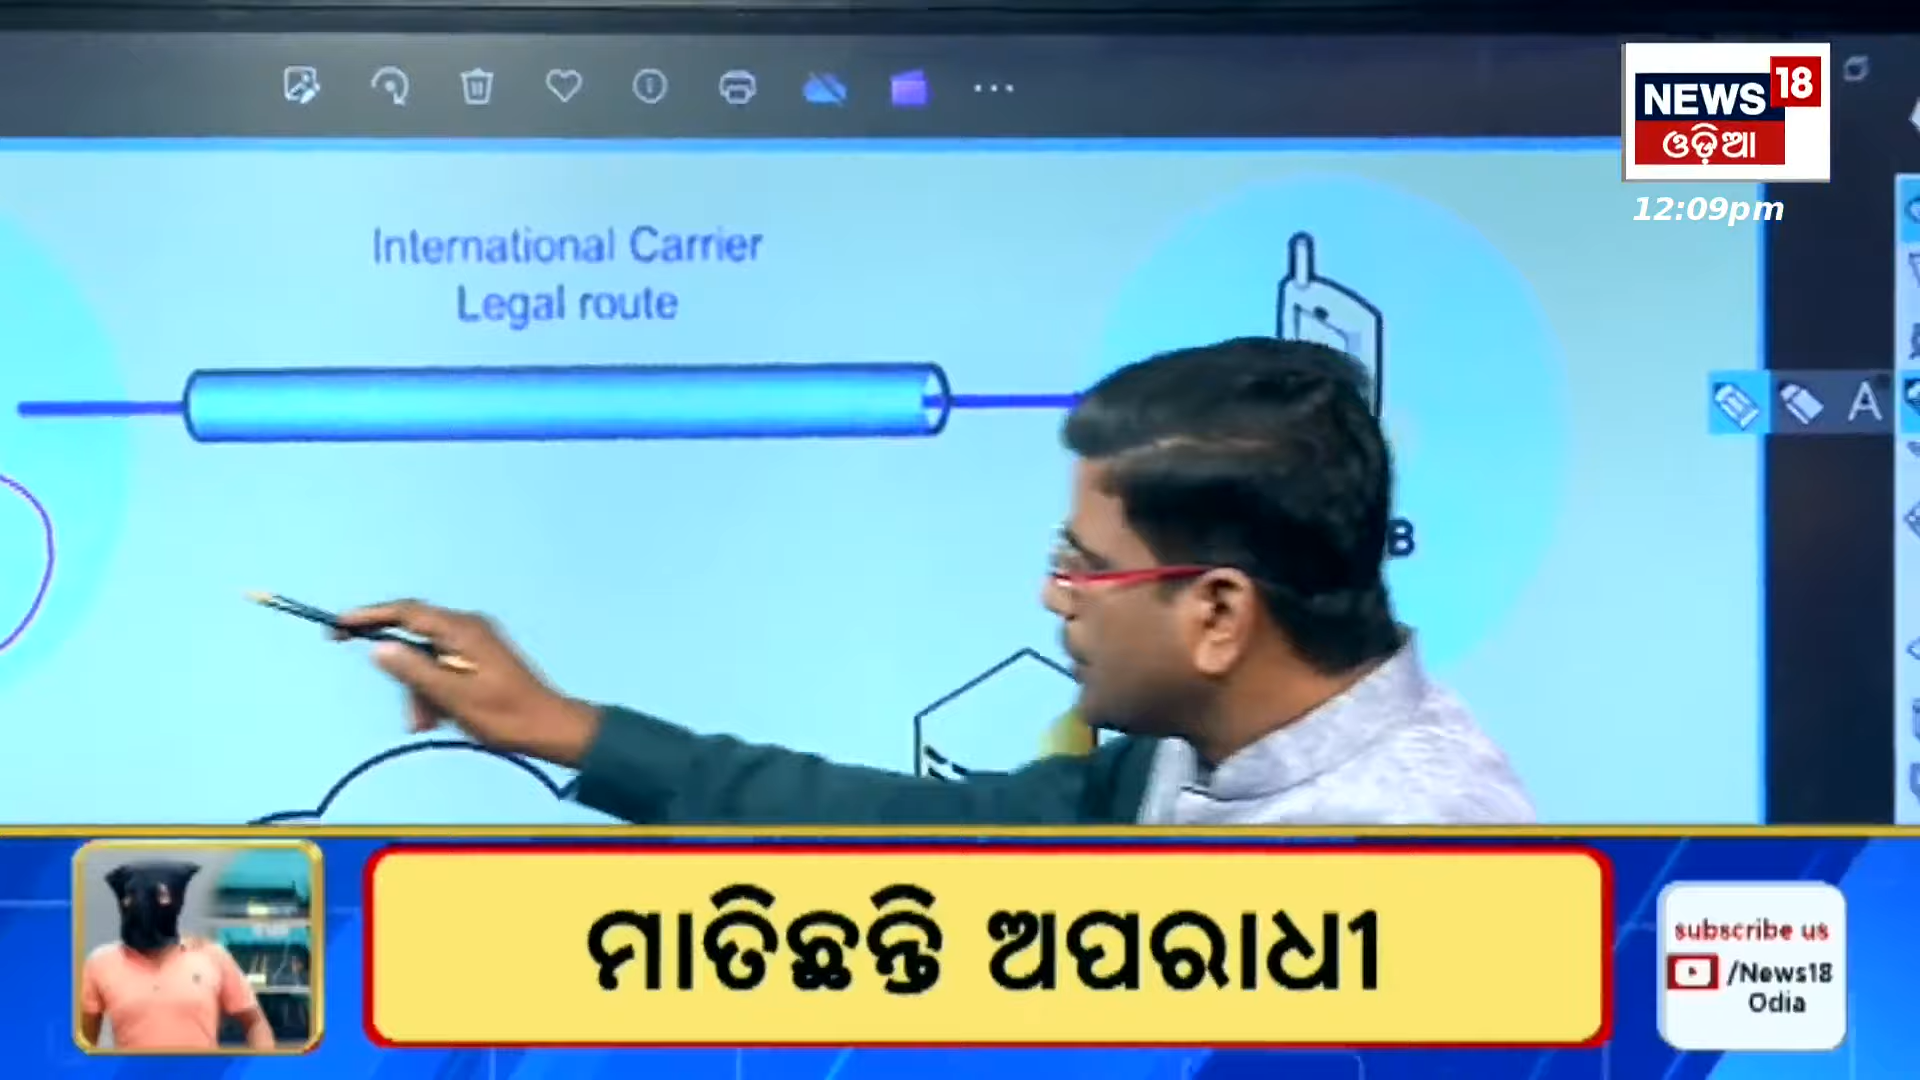 NEWS 18
ଓଡ଼ିଆ
12:09pm
International Carrier
Legal route
A
B
ମାତିଛନ୍ତି ଅପରାଧୀ
subscribe us
/News18
Odia